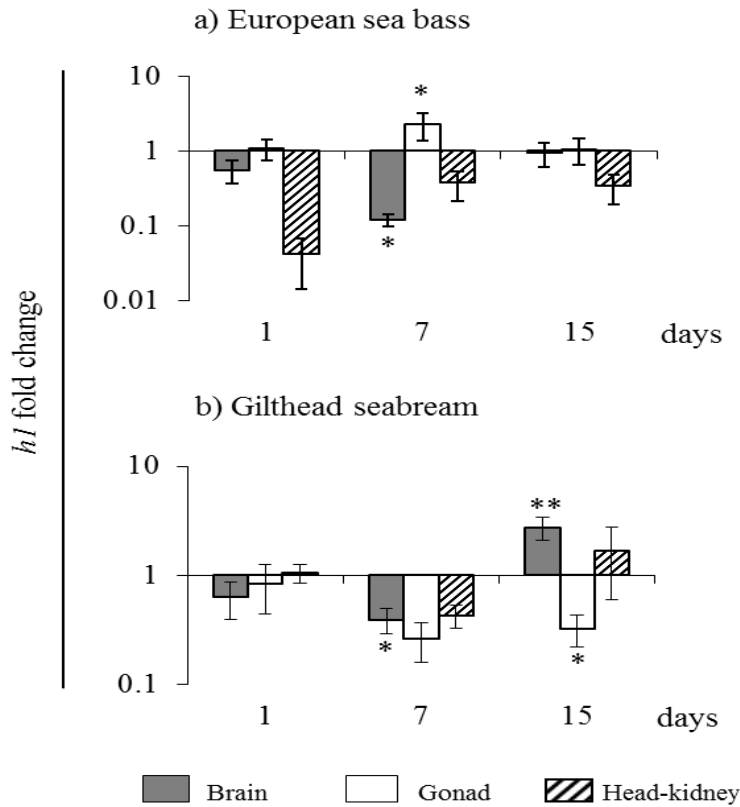 a) European sea bass
10
*
1
0.1
*
0.01
1 7 15 days
h1 fold change
b) Gilthead seabream
10
**
1
*
*
0.1
1 7 15 days
Brain Gonad Head-kidney